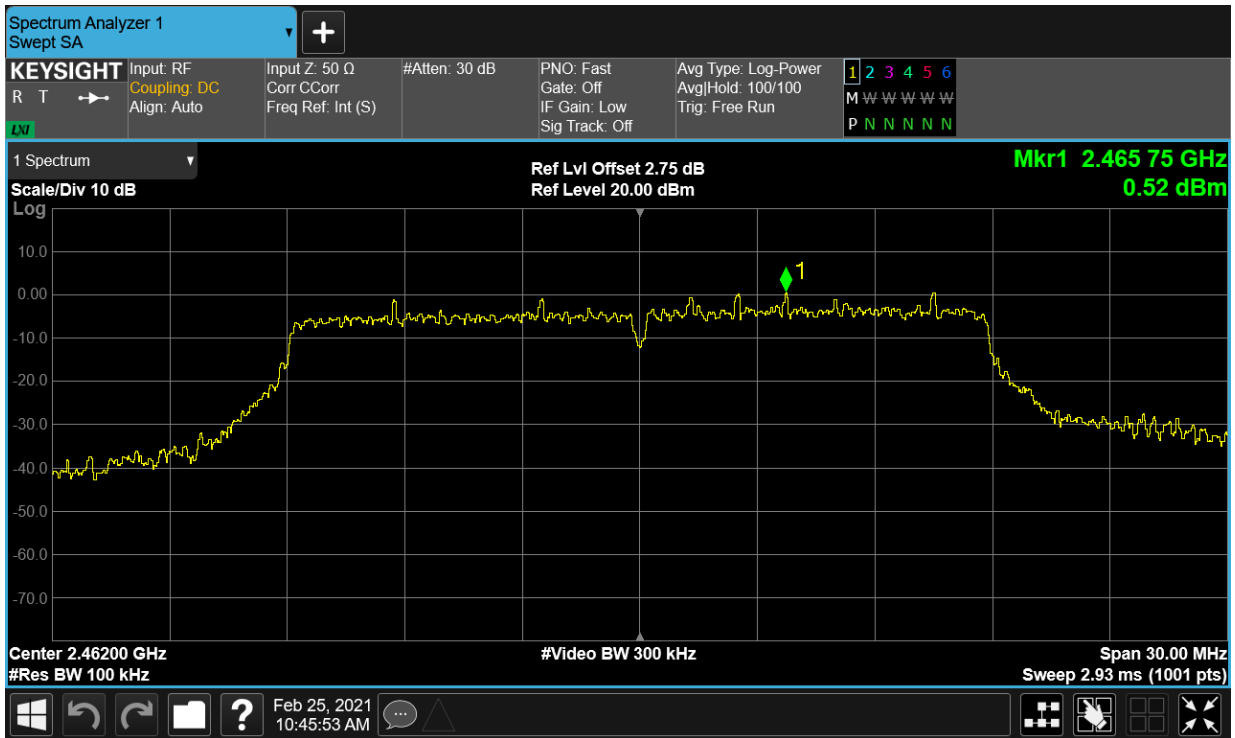 Spectrum Analyzer 1
Swept SA
▼
+
KEYSIGHT
R T
LXI
Input: RF
Coupling: DC
Align: Auto
Input Z: 50 Ω
Corr CCorr
Freq Ref: Int (S)
#Atten: 30 dB
PNO: Fast
Gate: Off
IF Gain: Low
Sig Track: Off
Avg Type: Log-Power
Avg|Hold: 100/100
Trig: Free Run
1 2 3 4 5 6
M W W W W W
P N N N N N N
1 Spectrum ▼
Scale/Div 10 dB
Log
Ref Lvl Offset 2.75 dB
Ref Level 20.00 dBm
Mkr1 2.465 75 GHz
0.52 dBm
1
10.0
0.00
-10.0
-20.0
-30.0
-40.0
-50.0
-60.0
-70.0
Center 2.46200 GHz
#Res BW 100 kHz
#Video BW 300 kHz
Span 30.00 MHz
Sweep 2.93 ms (1001 pts)
?
Feb 25, 2021
10:45:53 AM